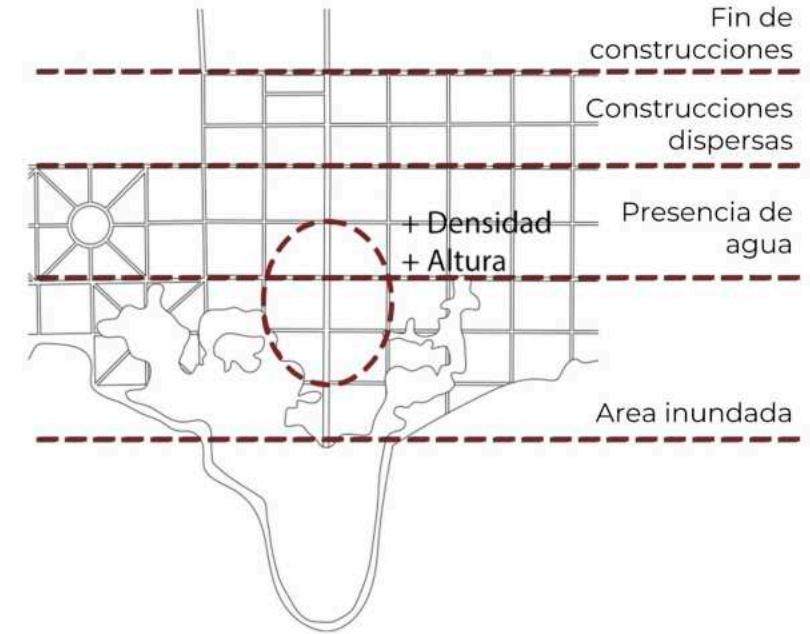 Fin de
construcciones
Construcciones
dispersas
+ Densidad
+ Altura
Presencia de
agua
Area inundada